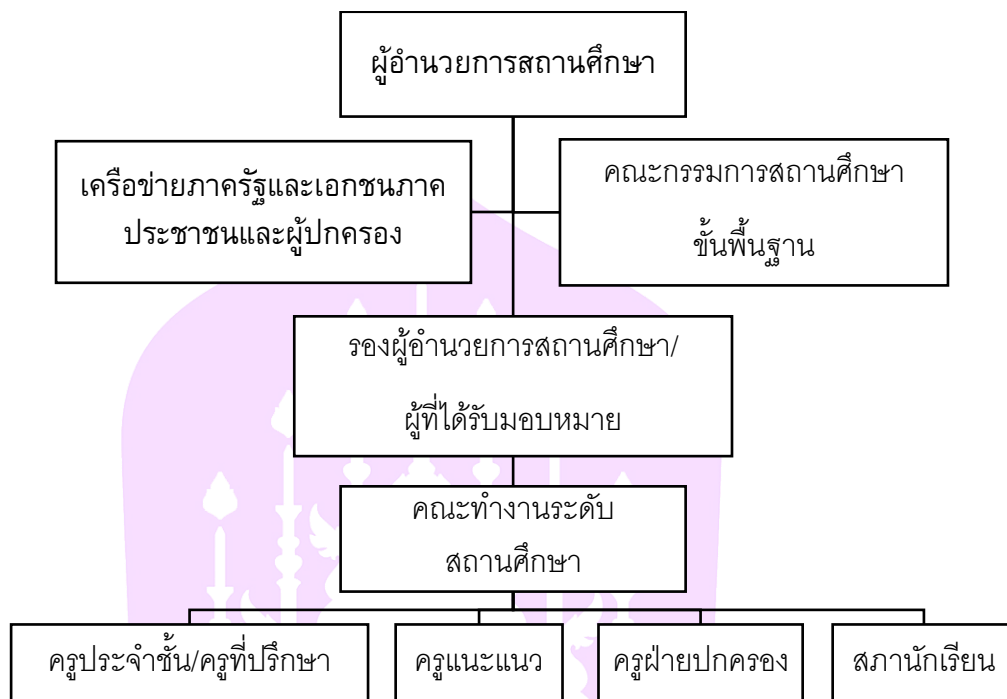 ผู้อำนวยการสถานศึกษา
เครือข่ายภาครัฐและเอกชนภาค
ประชาชนและผู้ปกครอง
คณะกรรมการสถานศึกษา
ขั้นพื้นฐาน
รองผู้อำนวยการสถานศึกษา/
ผู้ที่ได้รับมอบหมาย
คณะทำงานระดับ
สถานศึกษา
ครูประจำชั้น/ครูที่ปรึกษา
ครูแนะแนว
ครูฝ่ายปกครอง
สภานักเรียน